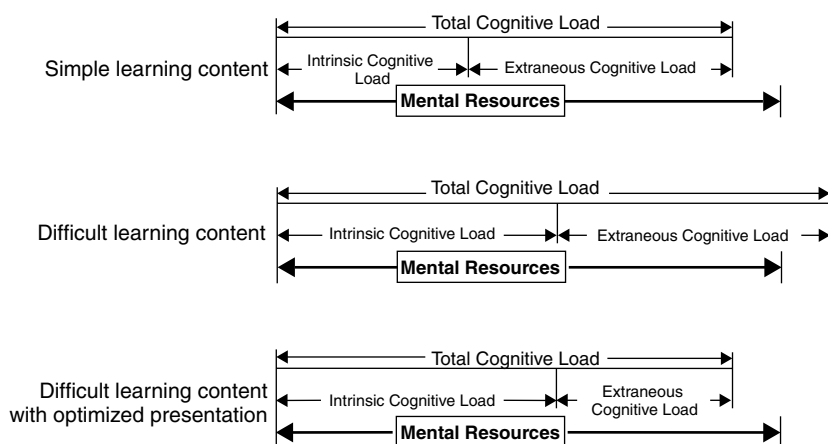 Total Cognitive Load
Simple learning content
Intrinsic Cognitive
Load
Extraneous Cognitive Load
Mental Resources
Total Cognitive Load
Difficult learning content
Intrinsic Cognitive Load
Extraneous Cognitive Load
Mental Resources
Total Cognitive Load
Difficult learning content
with optimized presentation
Intrinsic Cognitive Load
Extraneous
Cognitive Load
Mental Resources